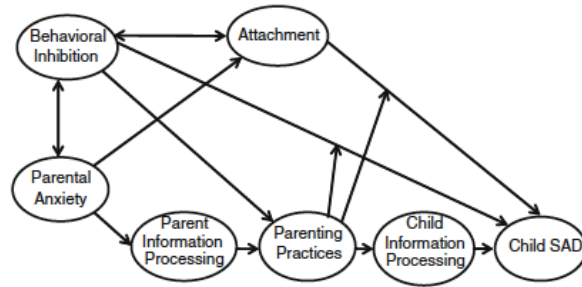 Behavioral
Inhibition
Attachment
Parental
Anxiety
Parent
Information
Processing
Parenting
Practices
Child
Information
Processing
Child SAD